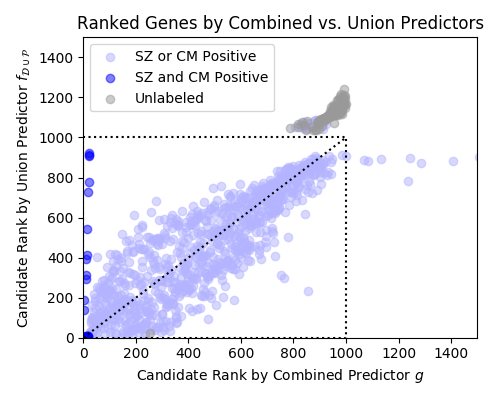 Ranked Genes by Combined vs. Union Predictors
Candidate Rank by Union Predictor f_{𝒟∪𝒫}
1400
1200
1000
800
600
400
200
0
SZ or CM Positive
SZ and CM Positive
Unlabeled
0 200 400 600 800 1000 1200 1400
Candidate Rank by Combined Predictor g